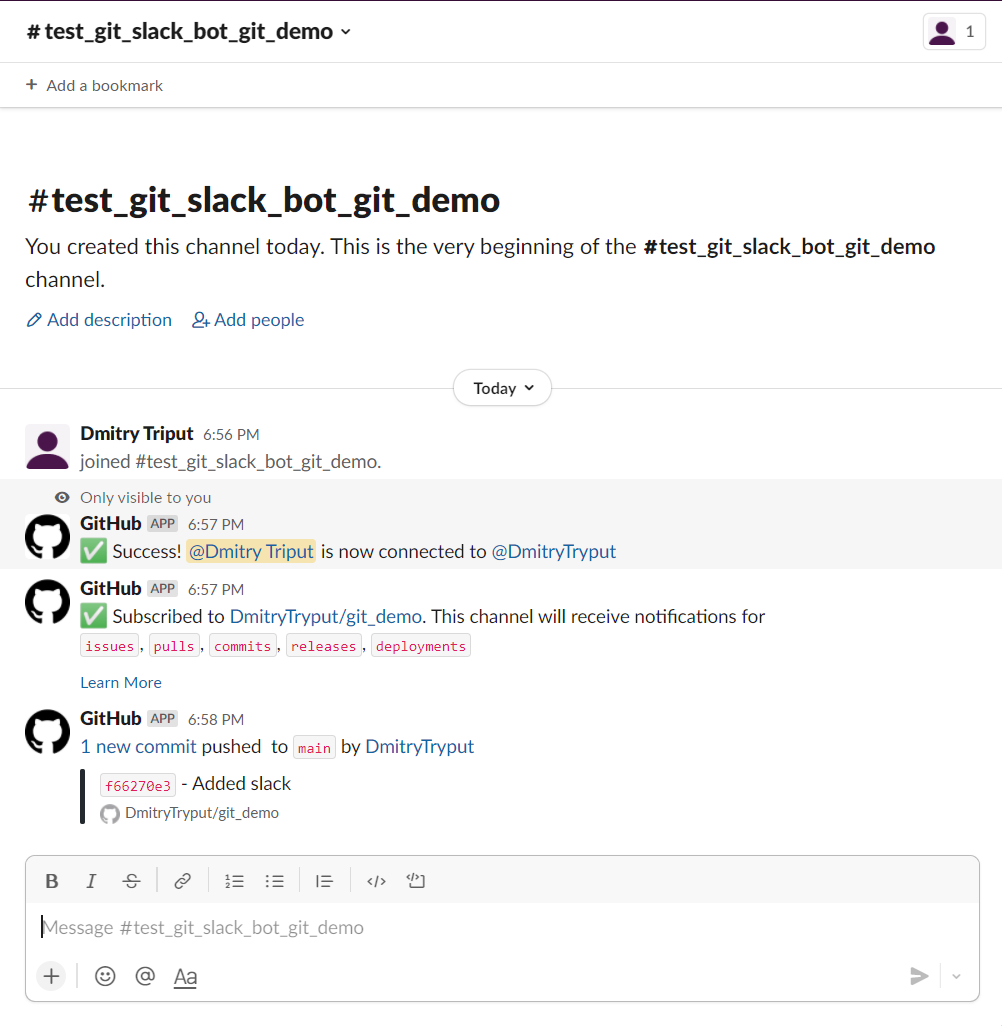 #test_git_slack_bot_git_demo
1
+ Add a bookmark
#test_git_slack_bot_git_demo
You created this channel today. This is the very beginning of the #test_git_slack_bot_git_demo
channel.
Add description Add people
Today
Dmitry Triput 6:56 PM
joined #test_git_slack_bot_git_demo.
Only visible to you
GitHub APP 6:57 PM
✅ Success! @Dmitry Triput is now connected to @DmitryTryput
GitHub APP 6:57 PM
✅ Subscribed to DmitryTryput/git_demo. This channel will receive notifications for
issues, pulls, commits, releases, deployments
Learn More
GitHub APP 6:58 PM
1 new commit pushed to main by DmitryTryput
f66270e3 - Added slack
DmitryTryput/git_demo
B I S
Message #test_git_slack_bot_git_demo
+ @ Aa